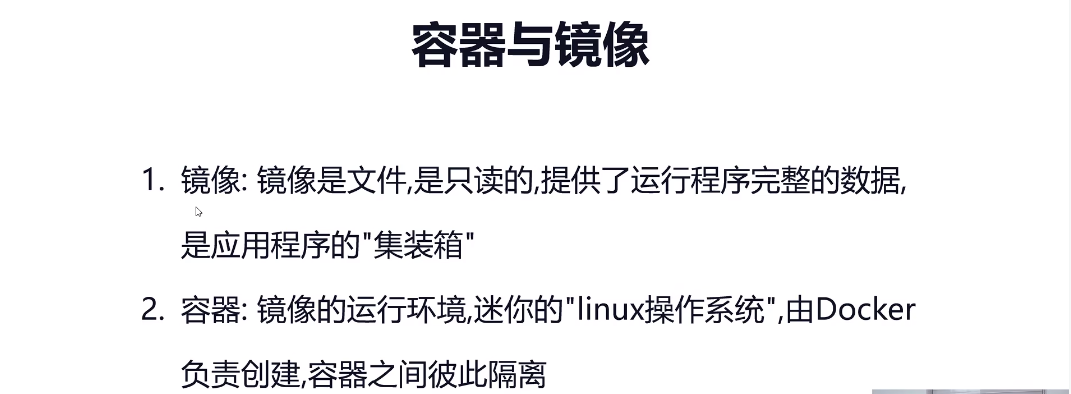 容器与镜像
1. 镜像: 镜像是文件,是只读的,提供了运行程序完整的数据,
是应用程序的"集装箱"
2. 容器: 镜像的运行环境,迷你的"linux操作系统",由Docker
负责创建,容器之间彼此隔离